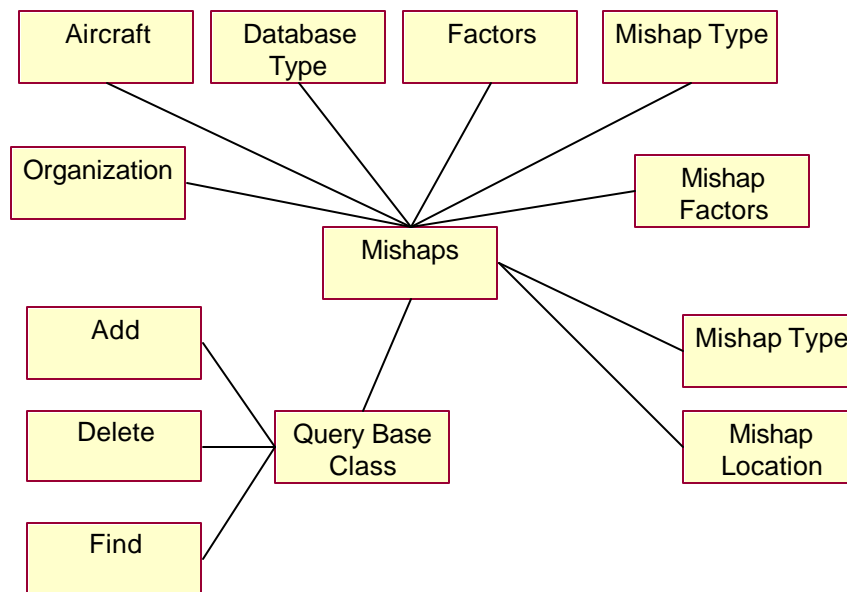 Aircraft
Database
Type
Factors
Mishap Type
Organization
Mishap
Factors
Mishaps
Add
Mishap Type
Delete
Query Base
Class
Mishap
Location
Find